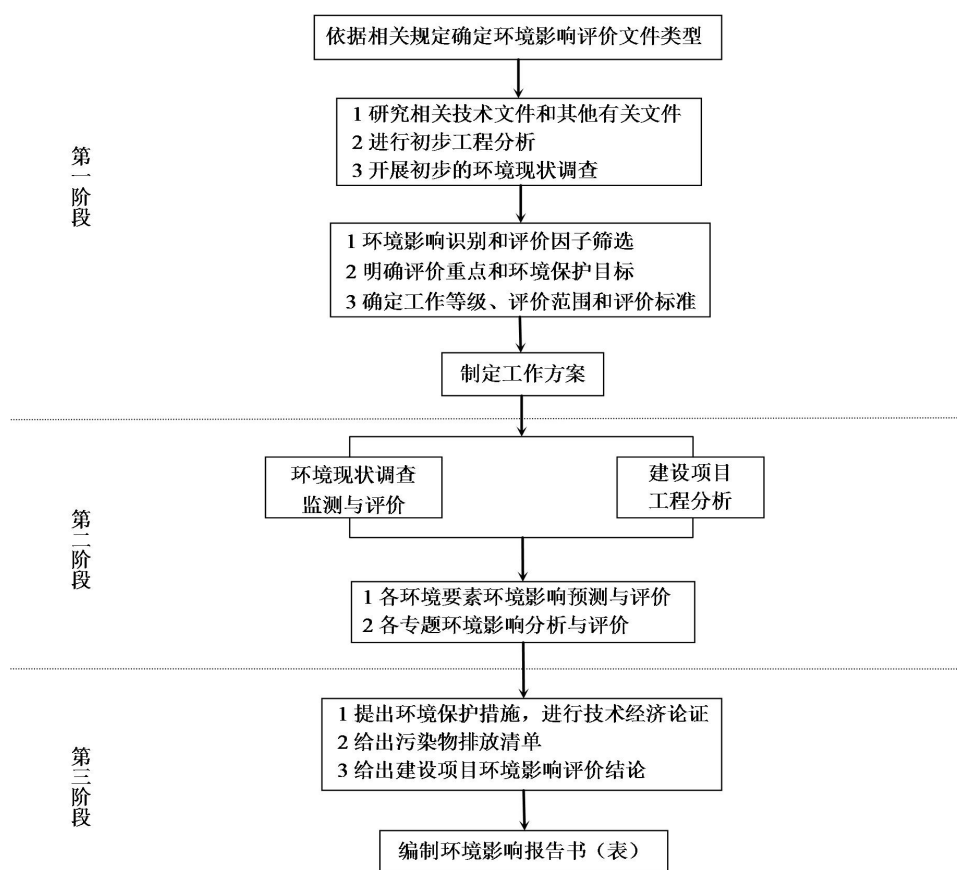 依据相关规定确定环境影响评价文件类型
第一阶段
1 研究相关技术文件和其他有关文件
2 进行初步工程分析
3 开展初步的环境现状调查
1 环境影响识别和评价因子筛选
2 明确评价重点和环境保护目标
3 确定工作等级、评价范围和评价标准
制定工作方案
第二阶段
环境现状调查
监测与评价
建设项目
工程分析
1 各环境要素环境影响预测与评价
2 各专题环境影响分析与评价
第三阶段
1 提出环境保护措施，进行技术经济论证
2 给出污染物排放清单
3 给出建设项目环境影响评价结论
编制环境影响报告书（表）